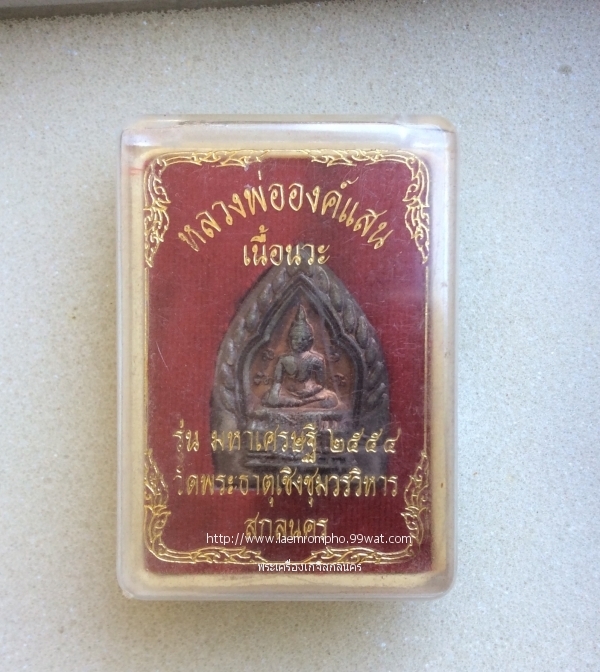 หลวงพ่อองค์แสน
เนื้อนวะ
รุ่น มหาเศรษฐี ๒๕๕๔
วัดพระธาตุเชิงชุมวรวิหาร
สกลนคร
http://www.laemrompho.99wat.com
พระเครื่องเกจิสกลนคร